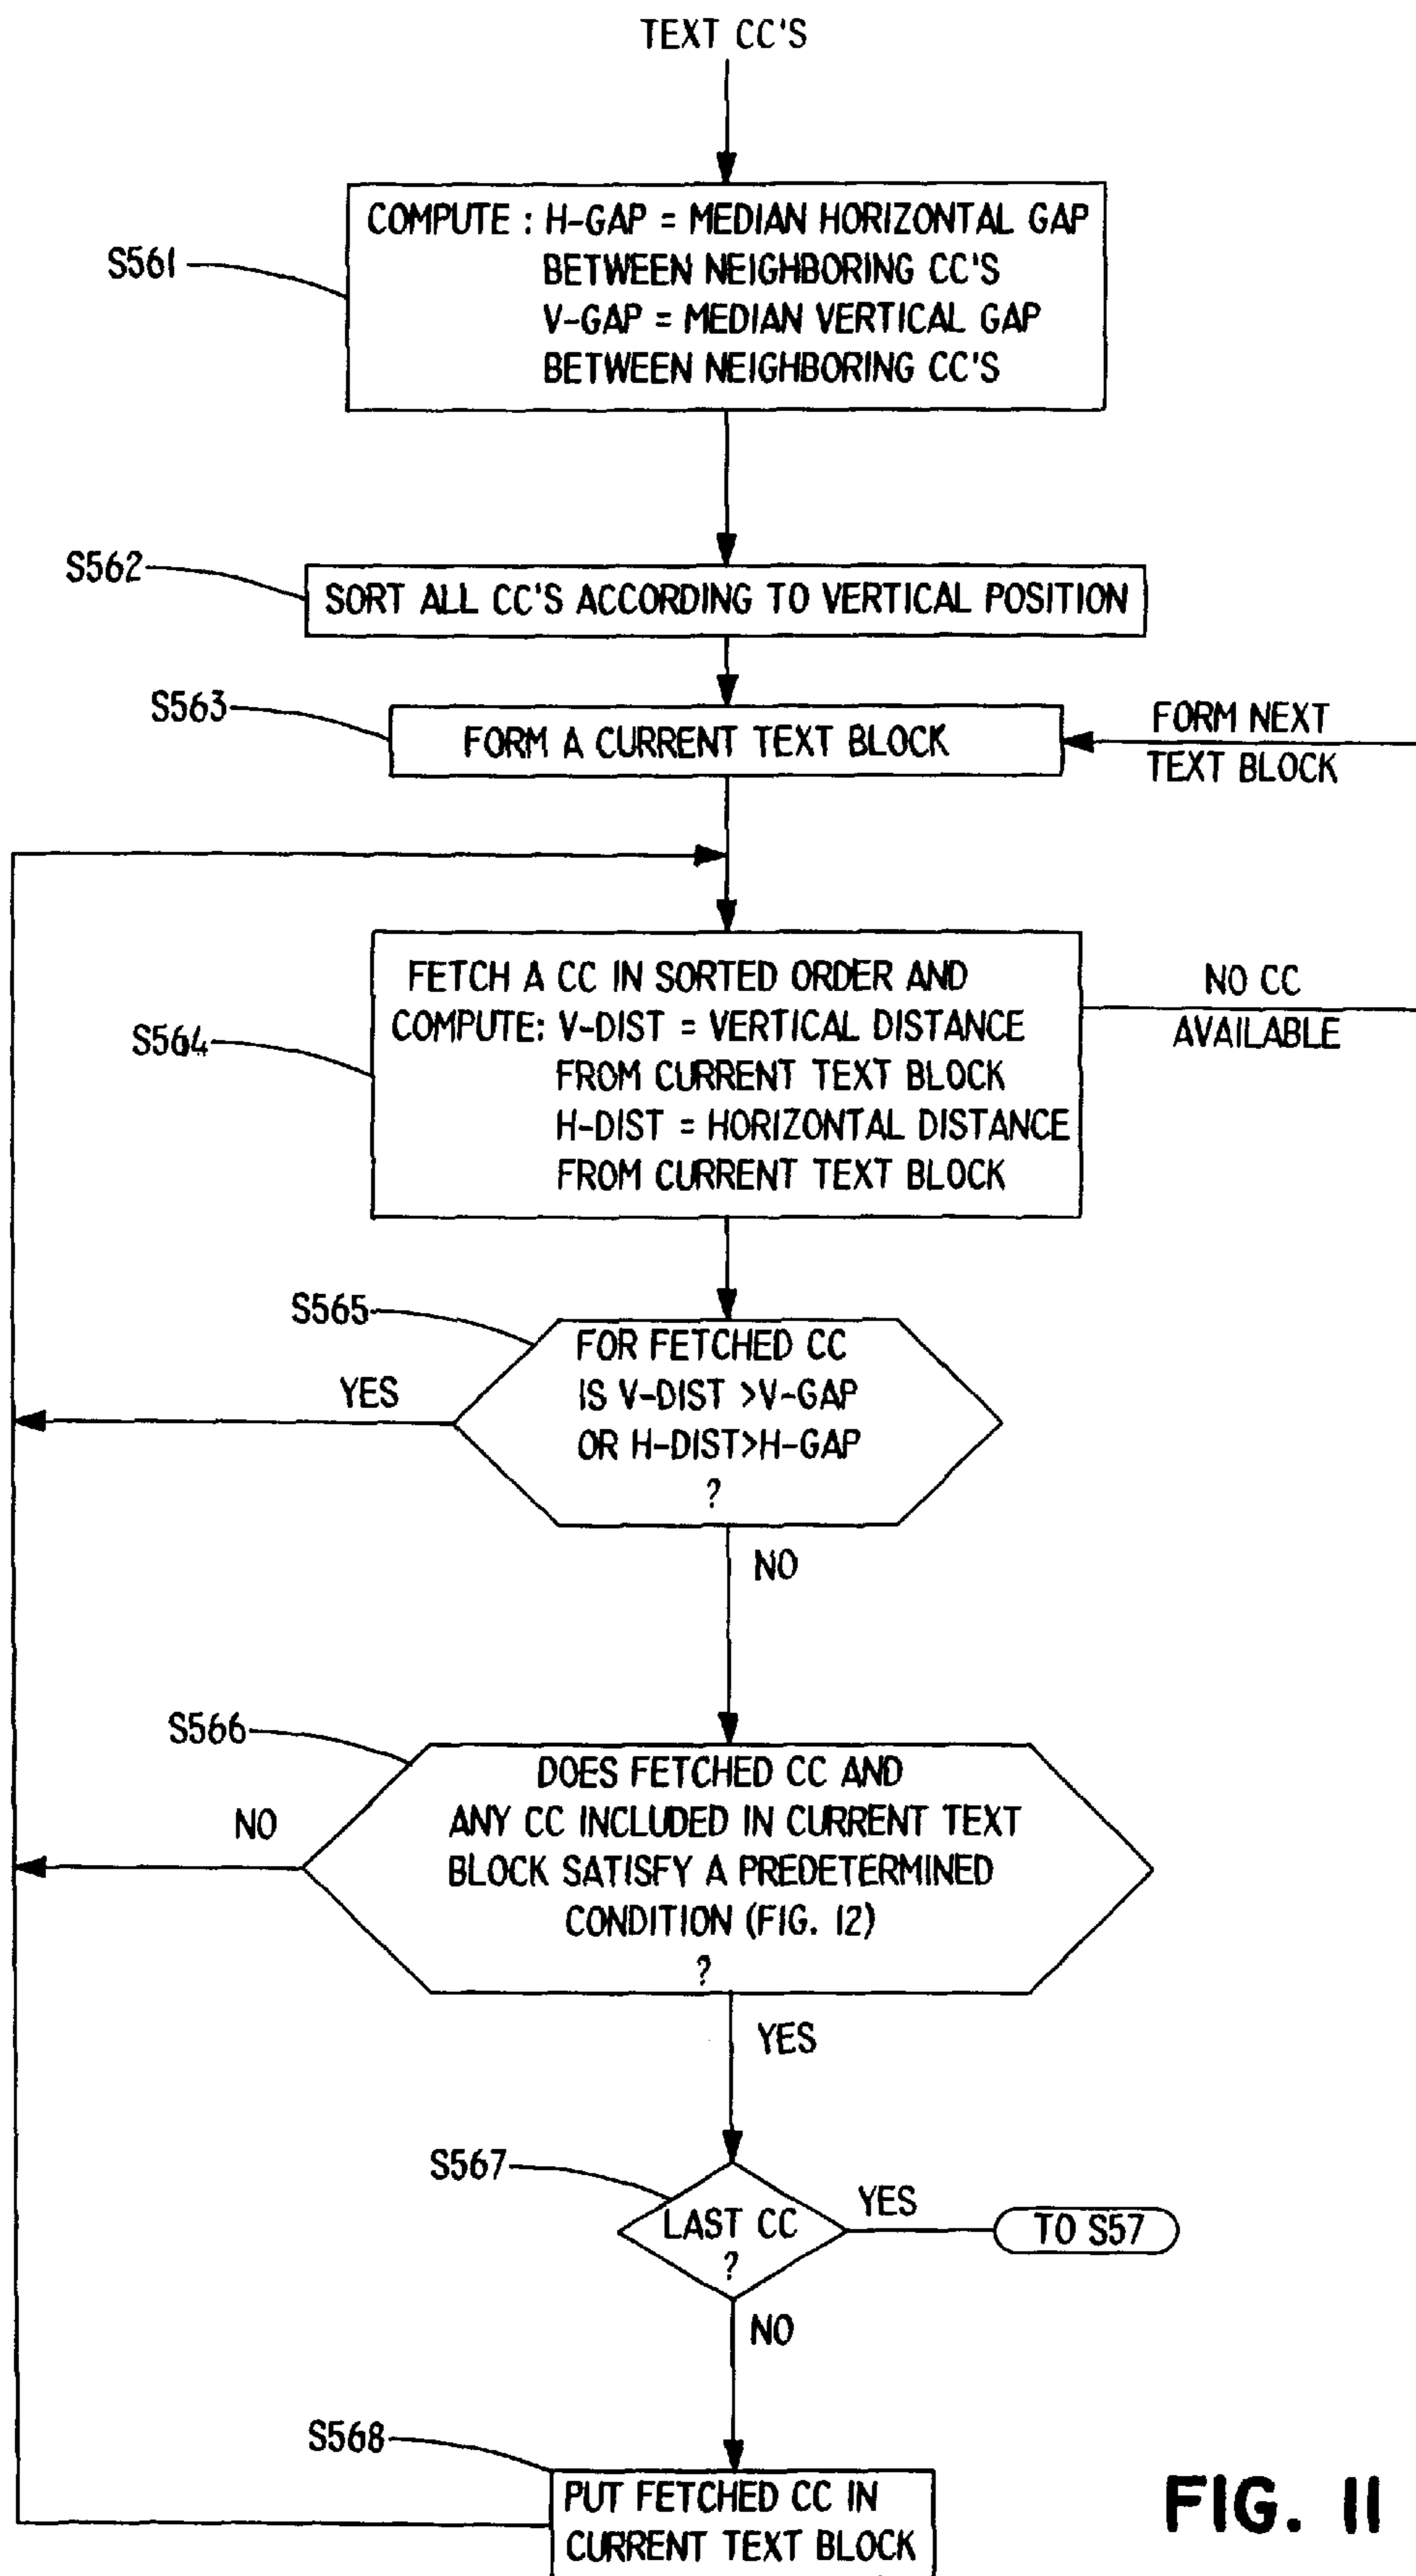 TEXT CC'S
S561
COMPUTE : H-GAP = MEDIAN HORIZONTAL GAP
BETWEEN NEIGHBORING CC'S
V-GAP = MEDIAN VERTICAL GAP
BETWEEN NEIGHBORING CC'S
S562
SORT ALL CC'S ACCORDING TO VERTICAL POSITION
S563
FORM A CURRENT TEXT BLOCK
FORM NEXT
TEXT BLOCK
S564
FETCH A CC IN SORTED ORDER AND
COMPUTE: V-DIST = VERTICAL DISTANCE
FROM CURRENT TEXT BLOCK
H-DIST = HORIZONTAL DISTANCE
FROM CURRENT TEXT BLOCK
NO CC
AVAILABLE
S565
FOR FETCHED CC
IS V-DIST >V-GAP
OR H-DIST>H-GAP
?
YES
NO
S566
DOES FETCHED CC AND
ANY CC INCLUDED IN CURRENT TEXT
BLOCK SATISFY A PREDETERMINED
CONDITION (FIG. 12)
?
NO
YES
S567
LAST CC
?
YES
TO S57
NO
S568
PUT FETCHED CC IN
CURRENT TEXT BLOCK
FIG. 11